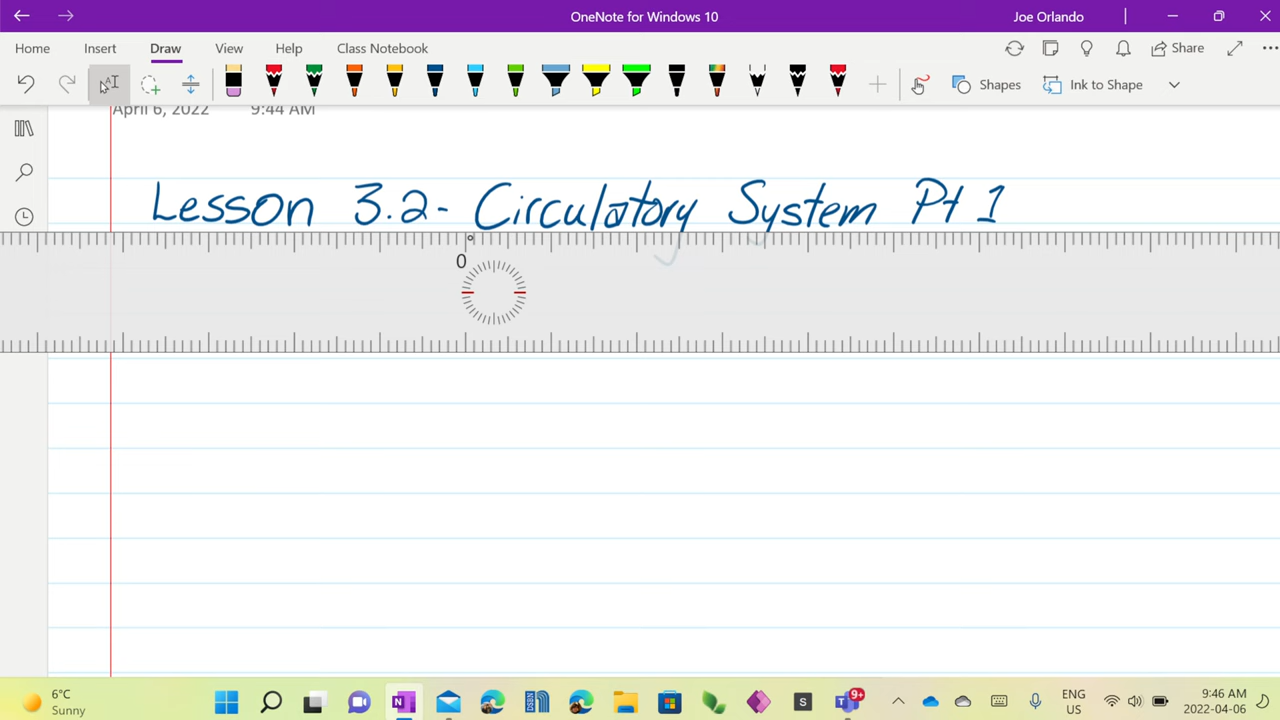 OneNote for Windows 10
Joe Orlando
Home Insert Draw View Help Class Notebook
Share
Shapes
Ink to Shape
April 6, 2022 9:44 AM
Lesson 3.2- Circulatory System Pt 1
0
6°C
Sunny
N
S
9+
ENG
US
9:46 AM
2022-04-06